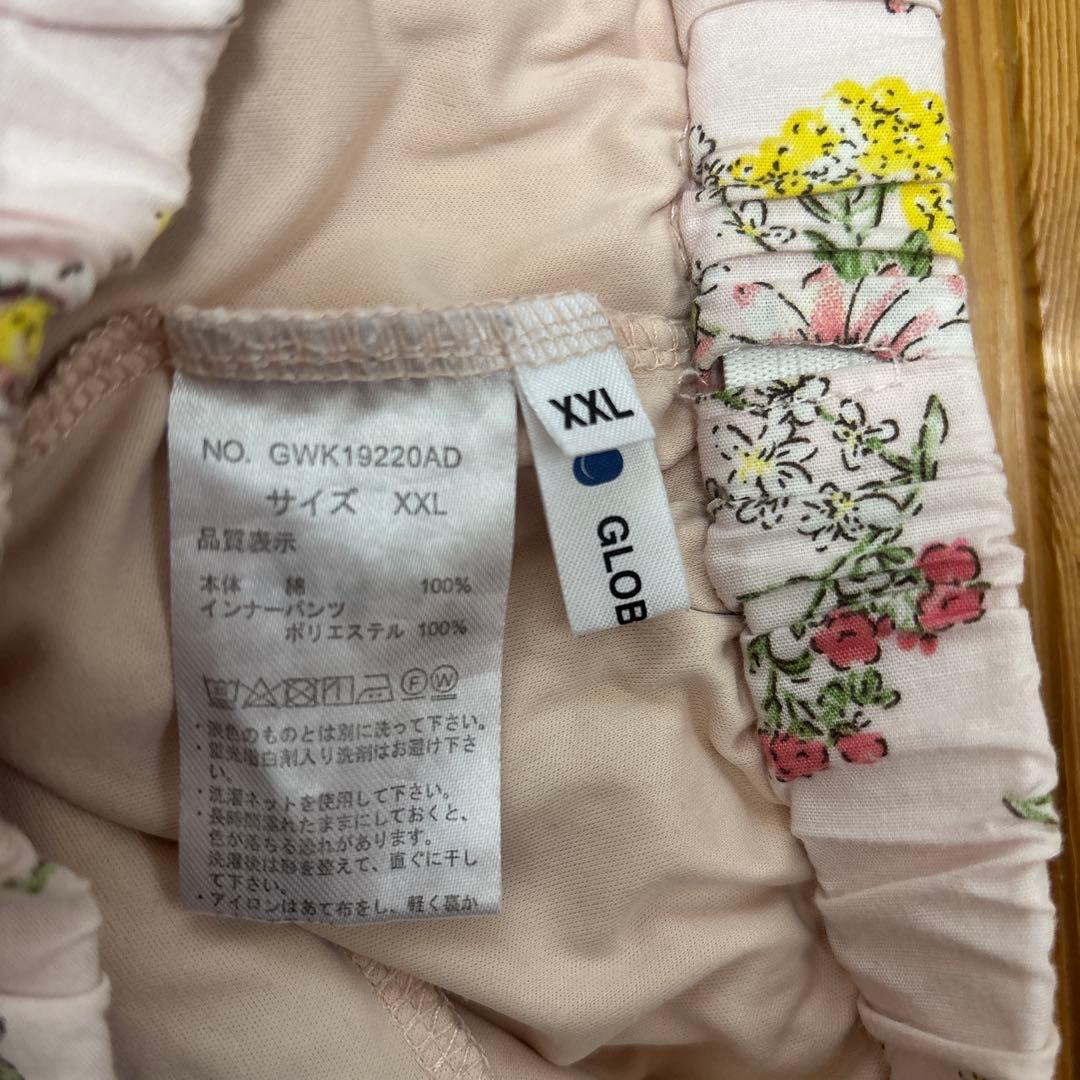 NO. GWK19220AD
サイズ XXL
品質表示
本体 綿 100%
インナーパンツ
ポリエステル 100%
F W
・淡色のものとは別に洗って下さい。
・蛍光増白剤入り洗剤はお避け下さ
い。
・洗濯ネットを使用して下さい。
・長時間濡れたままにしておくと、
色が落ちる恐れがあります。
洗濯後は形を整えて、直ぐに干し
て下さい。
・アイロンはあて布をし、軽く裏か
XXL
GLOB